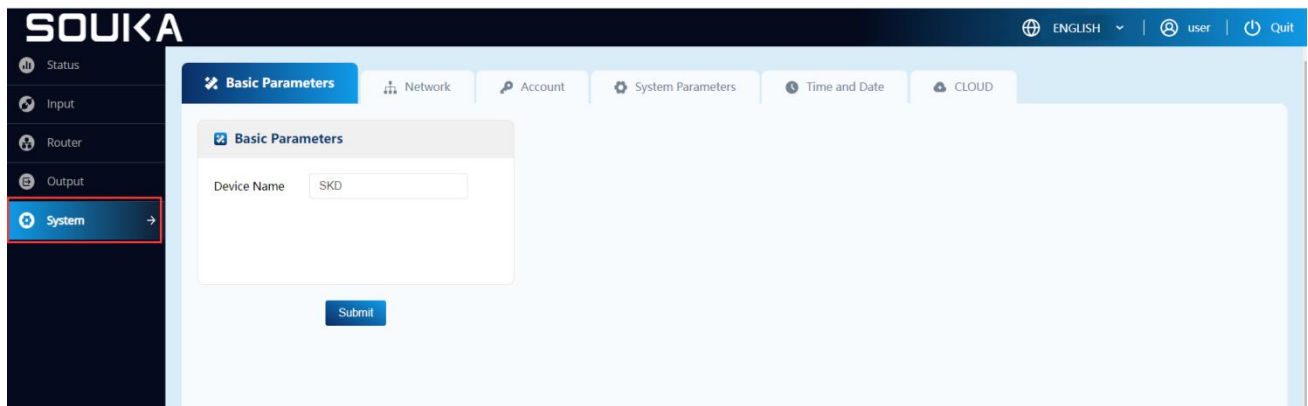 SOUKA
ENGLISH | user | Quit
Status
Input
Router
Output
System
Basic Parameters Network Account System Parameters Time and Date CLOUD
Basic Parameters
Device Name SKD
Submit